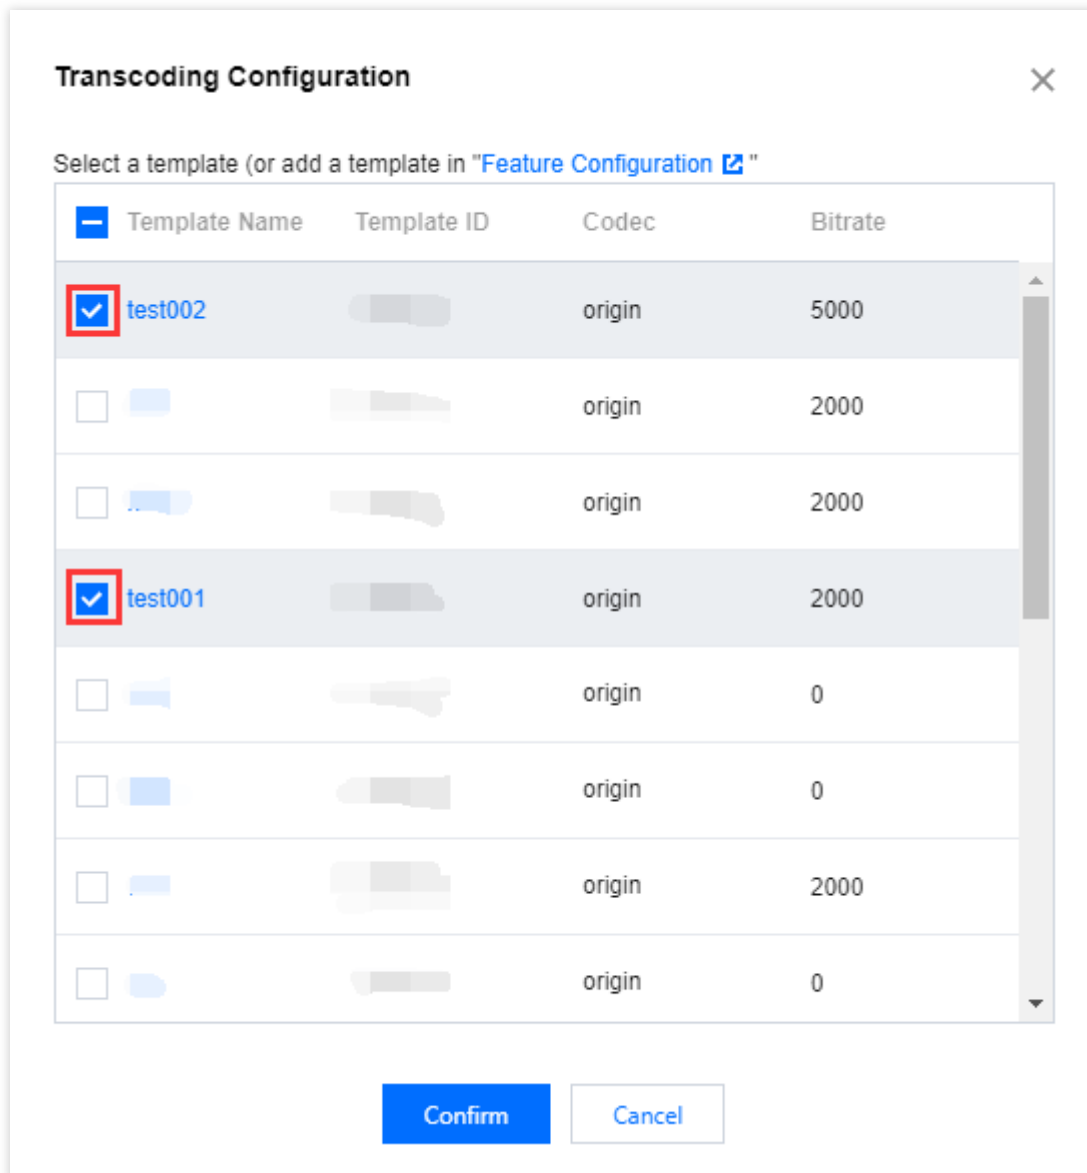 Transcoding Configuration
Select a template (or add a template in "Feature Configuration "
Template Name Template ID Codec Bitrate
test002 origin 5000
origin 2000
origin 2000
test001 origin 2000
origin 0
origin 0
origin 2000
origin 0
Confirm Cancel